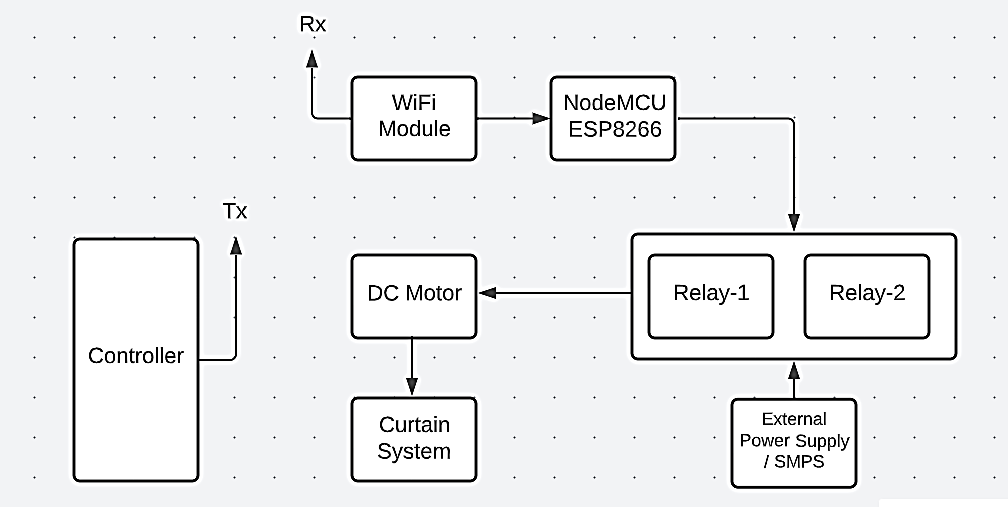 Rx
WiFi
Module
NodeMCU
ESP8266
Tx
Controller
DC Motor
Relay-1
Relay-2
Curtain
System
External
Power Supply
/ SMPS